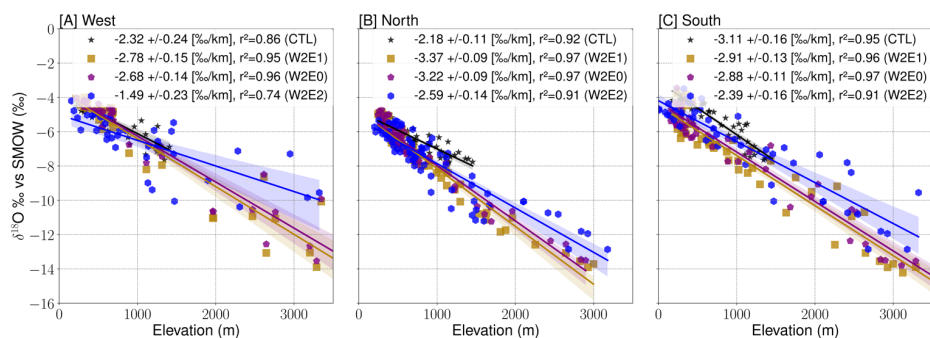 [A] West
-2.32 +/-0.24 [‰/km], r²=0.86 (CTL)
-2.78 +/-0.15 [‰/km], r²=0.95 (W2E1)
-2.68 +/-0.14 [‰/km], r²=0.96 (W2E0)
-1.49 +/-0.23 [‰/km], r²=0.74 (W2E2)
[B] North
-2.18 +/-0.11 [‰/km], r²=0.92 (CTL)
-3.37 +/-0.09 [‰/km], r²=0.97 (W2E1)
-3.22 +/-0.09 [‰/km], r²=0.97 (W2E0)
-2.59 +/-0.14 [‰/km], r²=0.91 (W2E2)
[C] South
-3.11 +/-0.16 [‰/km], r²=0.95 (CTL)
-2.91 +/-0.13 [‰/km], r²=0.96 (W2E1)
-2.88 +/-0.11 [‰/km], r²=0.97 (W2E0)
-2.39 +/-0.16 [‰/km], r²=0.91 (W2E2)
δ¹⁸O ‰ vs SMOW (‰)
0
−2
−4
−6
−8
−10
−12
−14
−16
0 1000 2000 3000
Elevation (m)
0 1000 2000 3000
Elevation (m)
0 1000 2000 3000
Elevation (m)